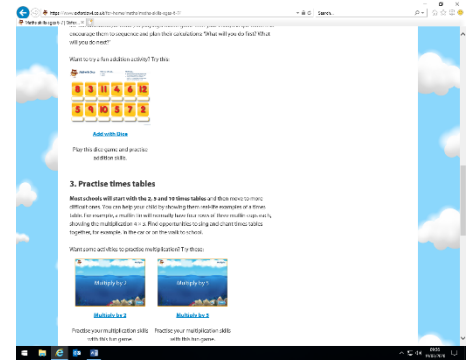 encourage them to sequence and plan their calculations: 'What will you do first? What
will you do next?'
Want to try a fun addition activity? Try this:
8 3 11 4 6 12
5 9 10 5 7 2
Add with Dice
Play this dice game and practise
addition skills.
3. Practise times tables
Most schools will start with the 2, 5 and 10 times tables and then move to more
difficult ones. You can help your child by showing them real-life examples of a times
table. For example, a muffin tin will normally have four rows of three muffin cups each,
showing the multiplication 4 × 3. Find opportunities to sing and chant times tables
together, for example, in the car or on the walk to school.
Want some activities to practise multiplication? Try these:
Multiply by 2
Multiply by 5
Multiply by 2
Multiply by 5
Practise your multiplication skills
with this fun game.
Practise your multiplication skills
with this fun game.